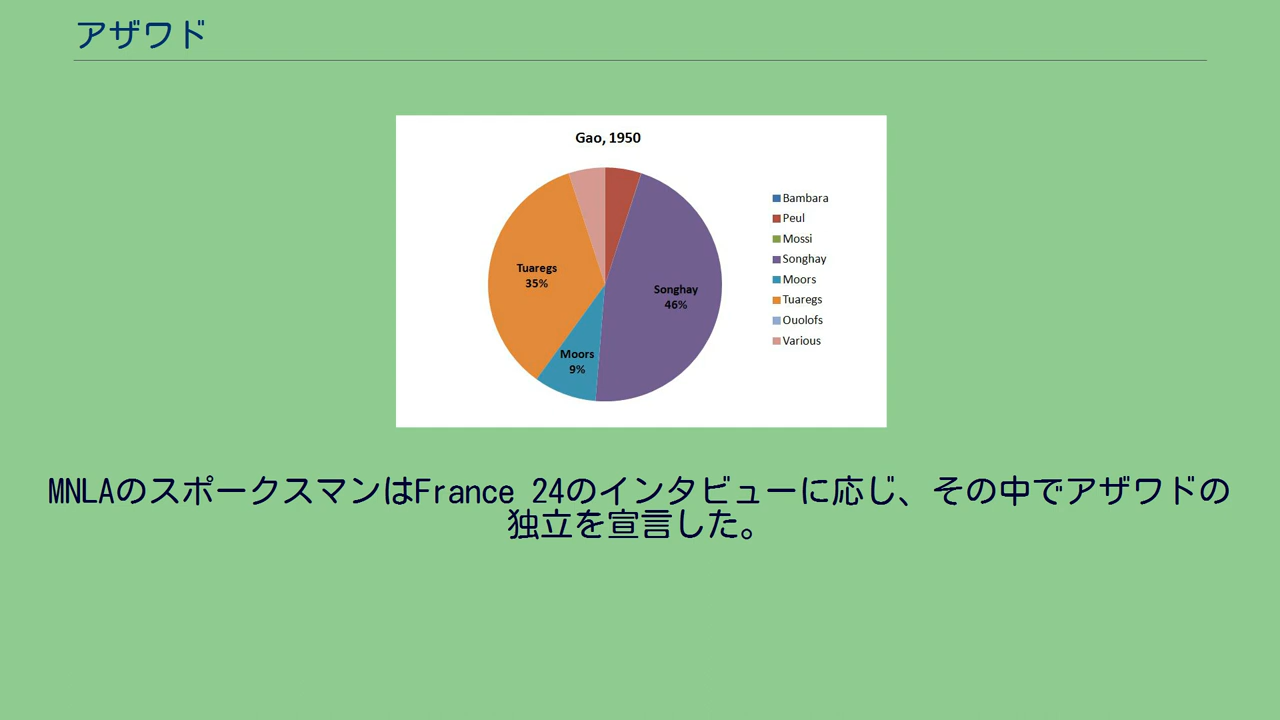 アザワド
Gao, 1950
Tuaregs
35%
Songhay
46%
Moors
9%
Bambara
Peul
Mossi
Songhay
Moors
Tuaregs
Ouolofs
Various
MNLAのスポークスマンはFrance 24のインタビューに応じ、その中でアザワドの
独立を宣言した。